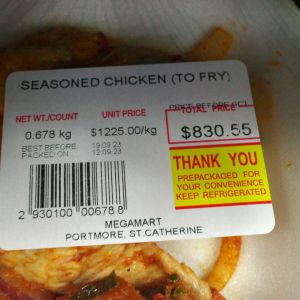 SEASONED CHICKEN (TO FRY)
PRICE BEFORE GCT
NET WT./COUNT
UNIT PRICE
TOTAL PRICE
0.678 kg
$1225.00/kg
$830.55
BEST BEFORE 19.09.23
PACKED ON 12.09.23
THANK YOU
PREPACKAGED FOR
YOUR CONVENIENCE
KEEP REFRIGERATED
2 930100 006788
MEGAMART
PORTMORE, ST.CATHERINE